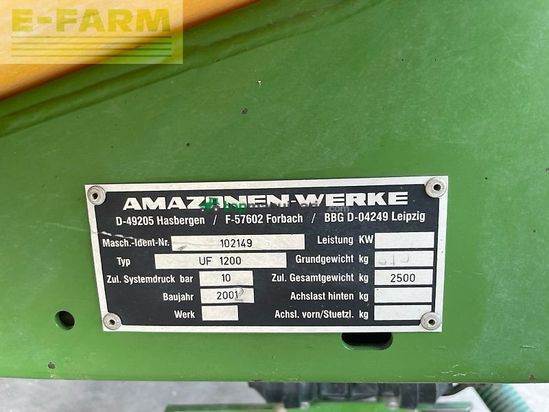 E-FARM
AMAZONEN-WERKE
D-49205 Hasbergen / F-57602 Forbach / BBG D-04249 Leipzig
Masch.-Ident-Nr. 102149 Leistung KW
Typ UF 1200 Grundgewicht kg
Zul. Systemdruck bar 10 Zul. Gesamtgewicht kg 2500
Baujahr 2001 Achslast hinten kg
Werk Achsl. vorn/Stuetzl. kg